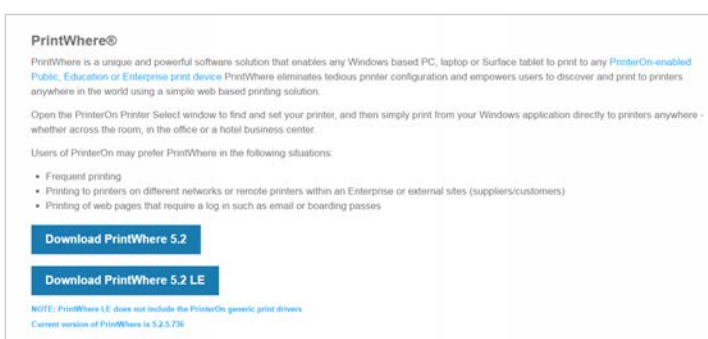 PrintWhere®
PrintWhere is a unique and powerful software solution that enables any Windows based PC, laptop or Surface tablet to print to any PrinterOn-enabled
Public, Education or Enterprise print device PrintWhere eliminates tedious printer configuration and empowers users to discover and print to printers
anywhere in the world using a simple web based printing solution.
Open the PrinterOn Printer Select window to find and set your printer, and then simply print from your Windows application directly to printers anywhere -
whether across the room, in the office or a hotel business center.
Users of PrinterOn may prefer PrintWhere in the following situations:
• Frequent printing
• Printing to printers on different networks or remote printers within an Enterprise or external sites (suppliers/customers)
• Printing of web pages that require a log in such as email or boarding passes
Download PrintWhere 5.2
Download PrintWhere 5.2 LE
NOTE: PrintWhere LE does not include the PrinterOn generic print drivers
Current version of PrintWhere is 5.2.5.736